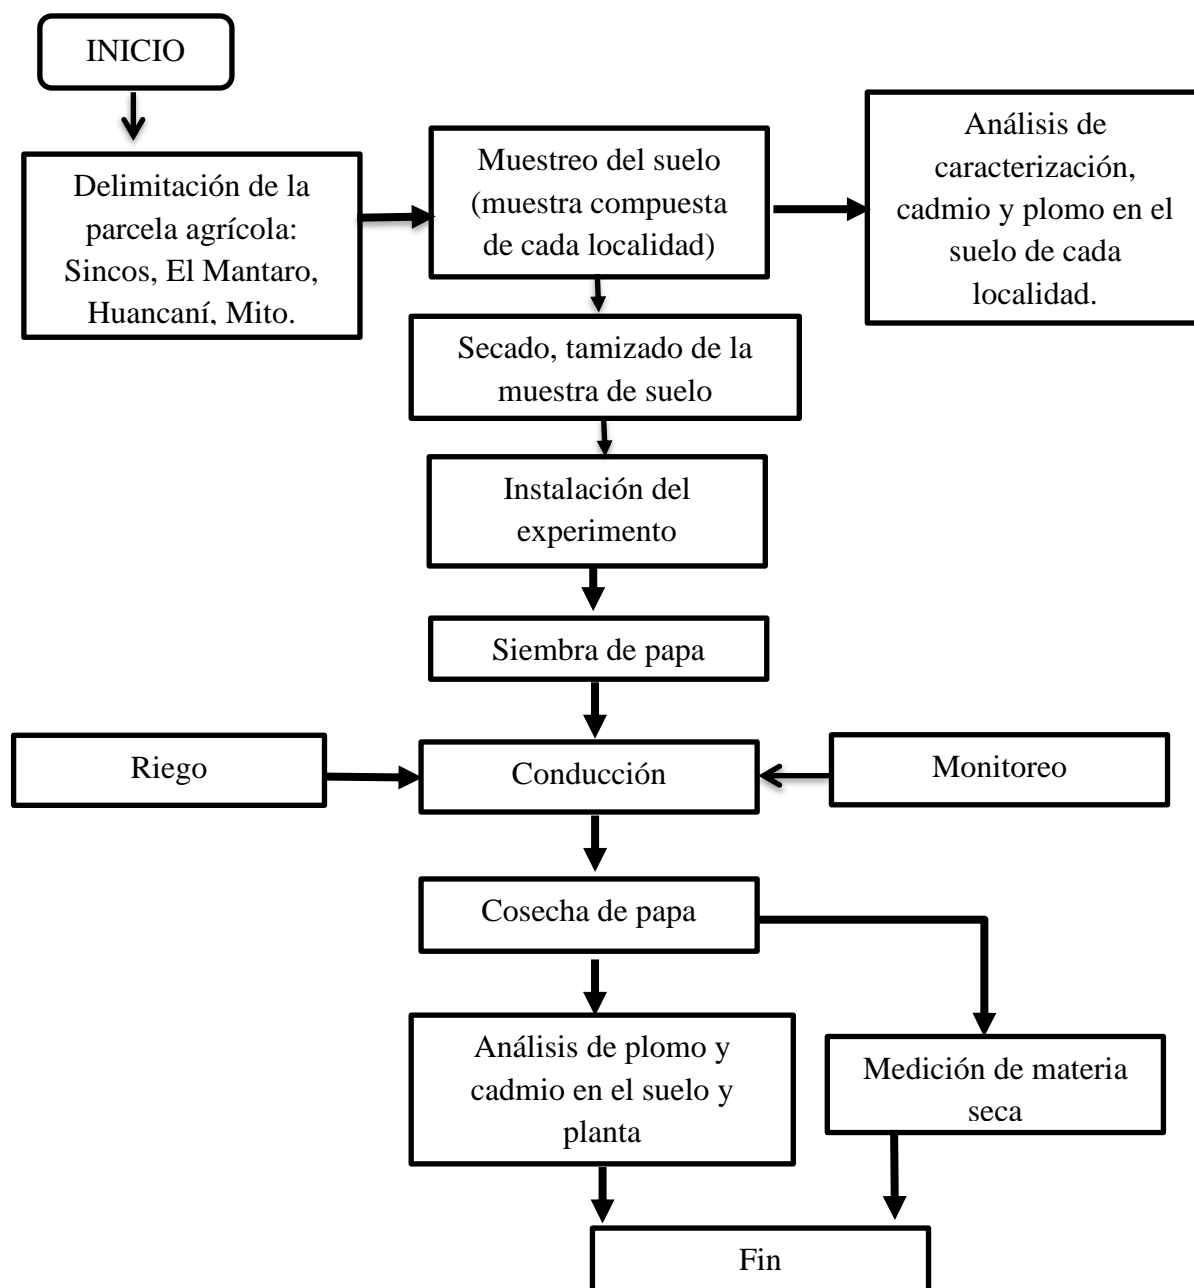 INICIO
Delimitación de la
parcela agrícola:
Sincos, El Mantaro,
Huancaní, Mito.
Muestreo del suelo
(muestra compuesta
de cada localidad)
Análisis de
caracterización,
cadmio y plomo en el
suelo de cada
localidad.
Secado, tamizado de la
muestra de suelo
Instalación del
experimento
Siembra de papa
Riego
Conducción
Monitoreo
Cosecha de papa
Análisis de plomo y
cadmio en el suelo y
planta
Medición de materia
seca
Fin